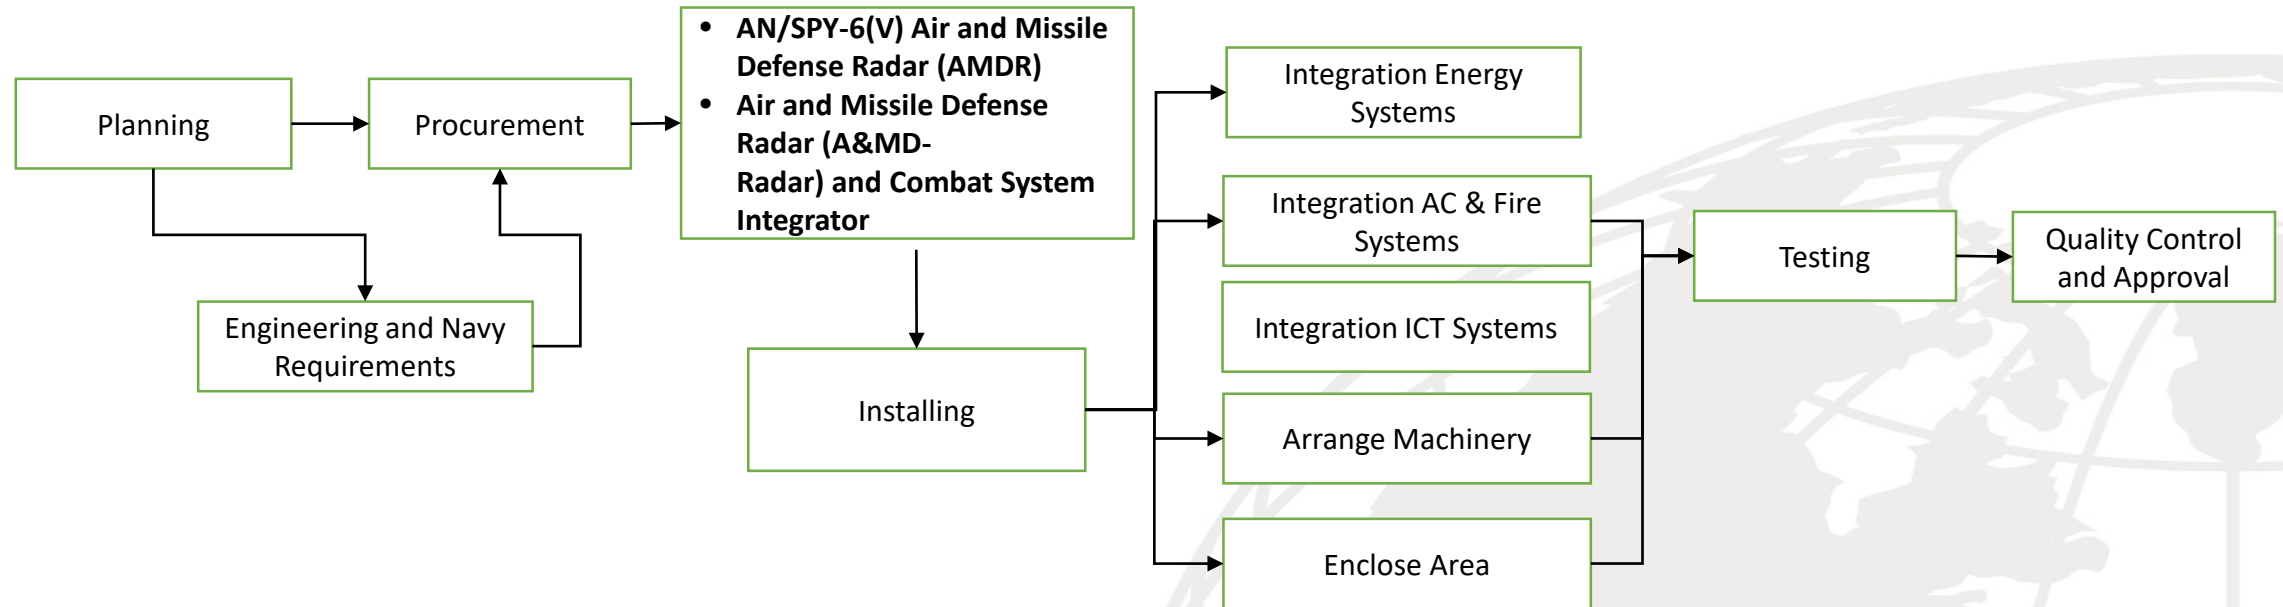 Planning
Procurement
Engineering and Navy
Requirements
• AN/SPY-6(V) Air and Missile
Defense Radar (AMDR)
• Air and Missile Defense
Radar (A&MD-
Radar) and Combat System
Integrator
Installing
Integration Energy
Systems
Integration AC & Fire
Systems
Integration ICT Systems
Arrange Machinery
Enclose Area
Testing
Quality Control
and Approval